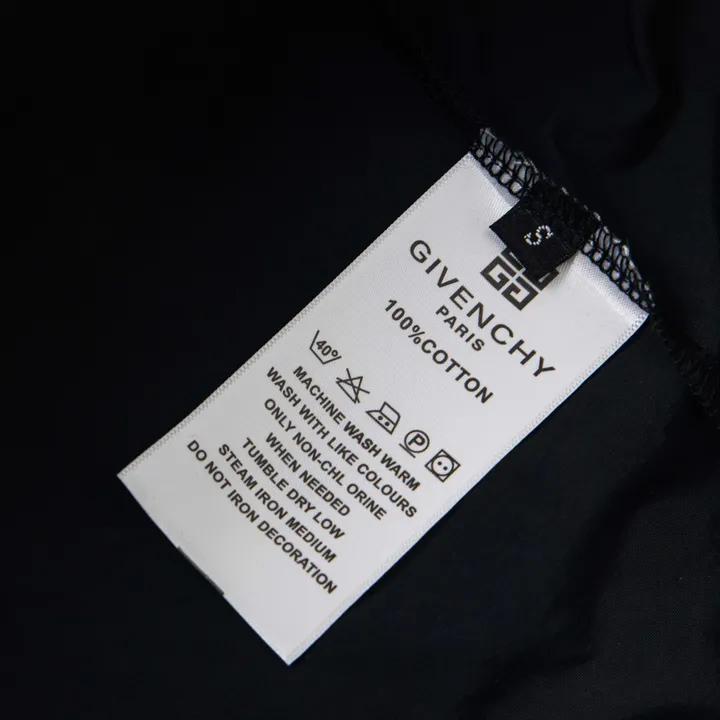 S
GIVENCHY
PARIS
100%COTTON
40°
P
MACHINE WASH WARM
WASH WITH LIKE COLOURS
ONLY NON-CHL ORINE
WHEN NEEDED
TUMBLE DRY LOW
STEAM IRON MEDIUM
DO NOT IRON DECORATION